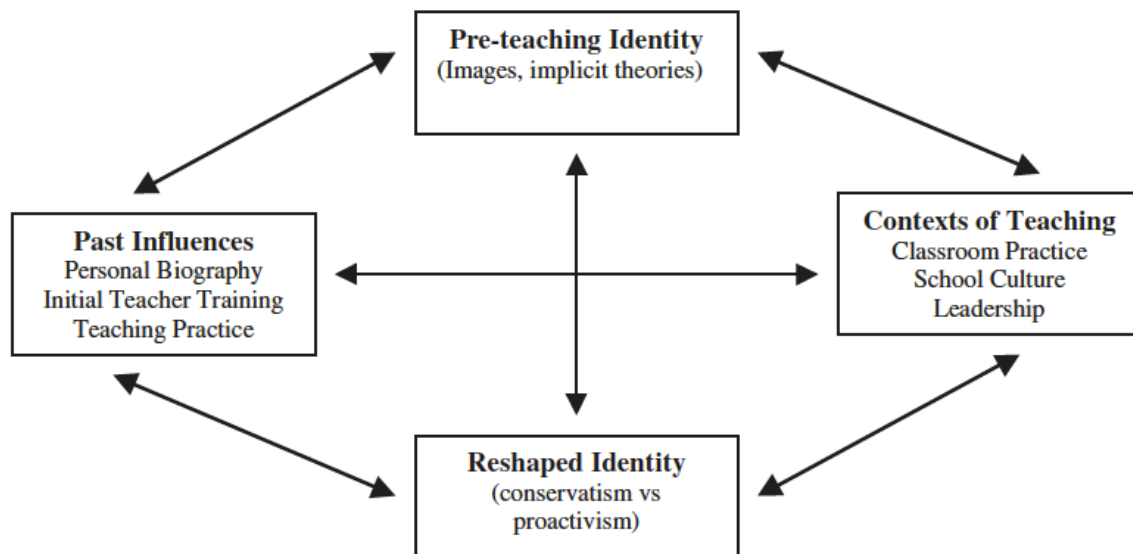 Pre-teaching Identity
(Images, implicit theories)
Past Influences
Personal Biography
Initial Teacher Training
Teaching Practice
Contexts of Teaching
Classroom Practice
School Culture
Leadership
Reshaped Identity
(conservatism vs
proactivism)